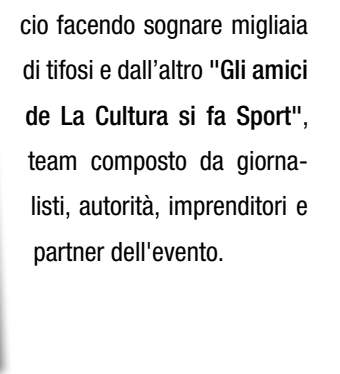 cio facendo sognare migliaia
di tifosi e dall’altro "Gli amici
de La Cultura si fa Sport",
team composto da giorna-
listi, autorità, imprenditori e
partner dell'evento.